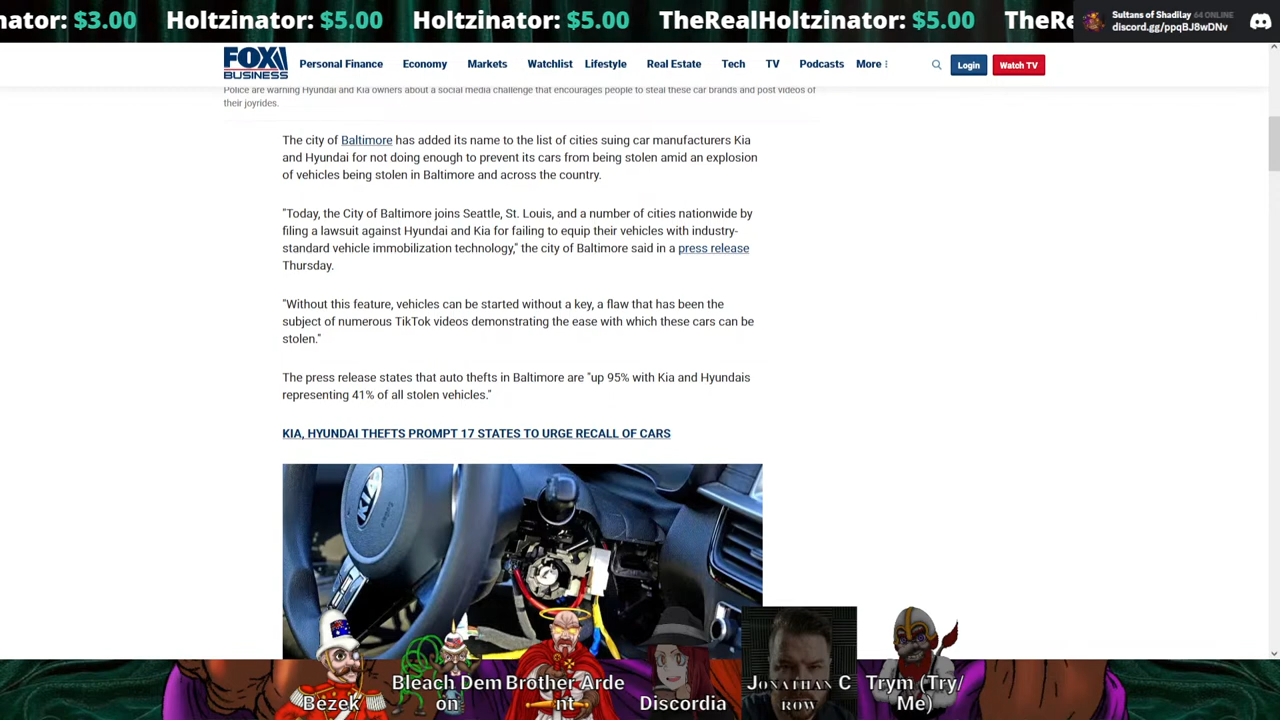 nator: $3.00 Holtzinator: $5.00 Holtzinator: $5.00 TheRealHoltzinator: $5.00 TheRe
Sultans of Shadilay 64 ONLINE
discord.gg/ppqBJ8wDNv
FOX BUSINESS
Personal Finance Economy Markets Watchlist Lifestyle Real Estate Tech TV Podcasts More Login Watch TV
Police are warning Hyundai and Kia owners about a social media challenge that encourages people to steal these car brands and post videos of
their joyrides.
The city of Baltimore has added its name to the list of cities suing car manufacturers Kia
and Hyundai for not doing enough to prevent its cars from being stolen amid an explosion
of vehicles being stolen in Baltimore and across the country.
"Today, the City of Baltimore joins Seattle, St. Louis, and a number of cities nationwide by
filing a lawsuit against Hyundai and Kia for failing to equip their vehicles with industry-
standard vehicle immobilization technology," the city of Baltimore said in a press release
Thursday.
"Without this feature, vehicles can be started without a key, a flaw that has been the
subject of numerous TikTok videos demonstrating the ease with which these cars can be
stolen."
The press release states that auto thefts in Baltimore are "up 95% with Kia and Hyundais
representing 41% of all stolen vehicles."
KIA, HYUNDAI THEFTS PROMPT 17 STATES TO URGE RECALL OF CARS
KIA
Bezek
Bleach Dem
on
Brother Arde
nt
Discordia
JONATHAN C
ROW
Trym (Try/
Me)